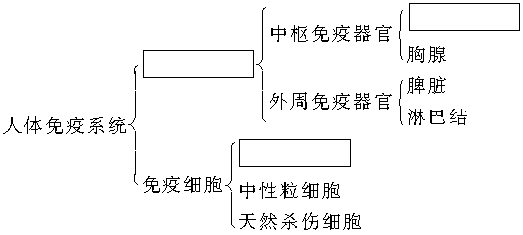 中枢免疫器官
胸腺
外周免疫器官
脾脏
淋巴结
人体免疫系统
免疫细胞
中性粒细胞
天然杀伤细胞